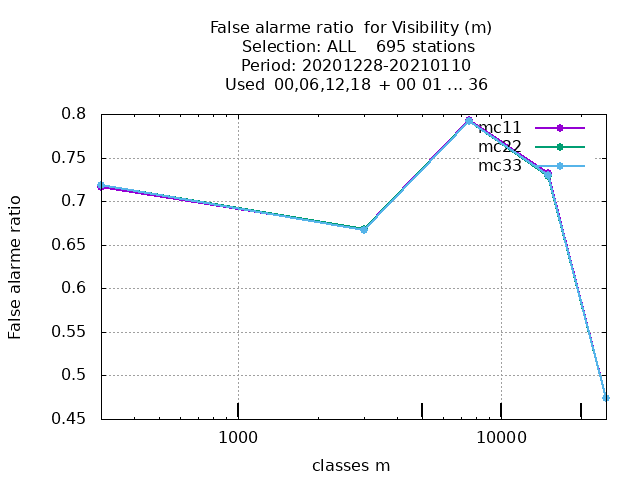 False alarme ratio  for Visibility (m)
Selection: ALL    695 stations
Period: 20201228-20210110
Used  00,06,12,18  + 00 01 ... 36
0.8
0.75
0.7
0.65
0.6
0.55
0.5
0.45
False alarme ratio
mc11
mc22
mc33
1000
10000
classes m